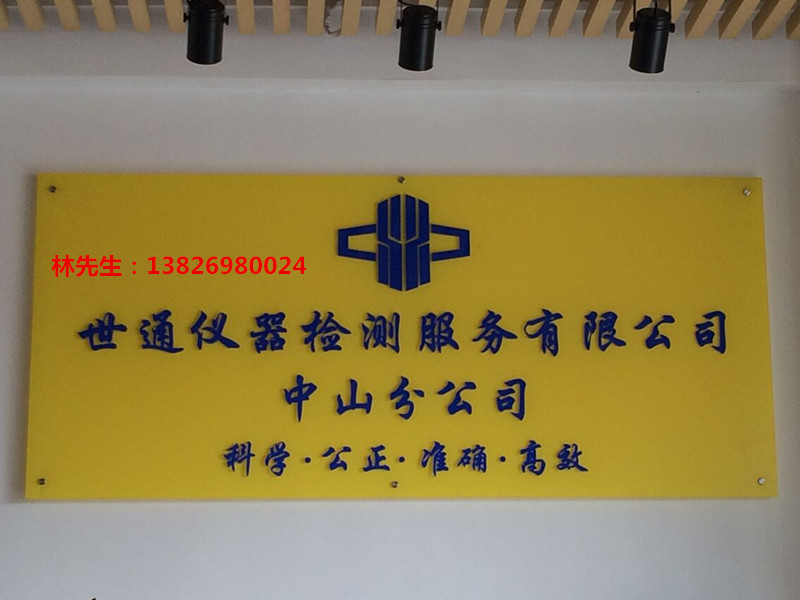 林先生：13826980024
世通仪器检测服务有限公司
中山分公司
科学·公正·准确·高效